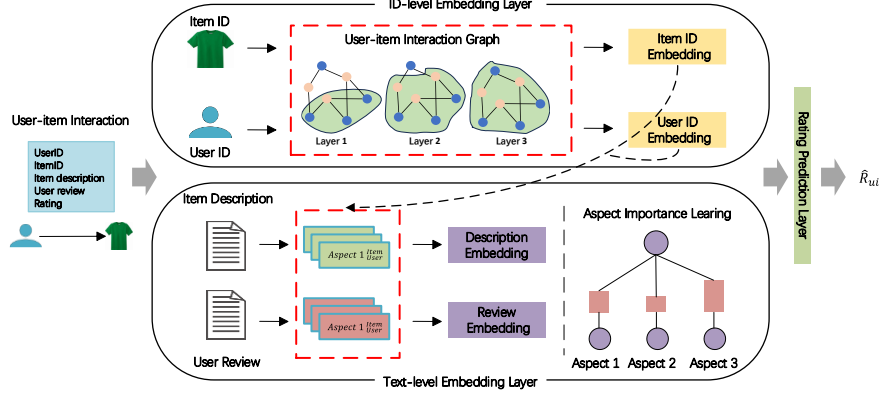 ID-level Embedding Layer
Item ID
User-item Interaction Graph
Item ID
Embedding
User-item Interaction
UserID
ItemID
Item description
User review
Rating
User ID
Layer 1
Layer 2
Layer 3
User ID
Embedding
Rating Prediction Layer
R̂ui
Item Description
Aspect 1 Item
User
Description
Embedding
Aspect 1 Item
User
Review
Embedding
User Review
Aspect Importance Learing
Aspect 1
Aspect 2
Aspect 3
Text-level Embedding Layer